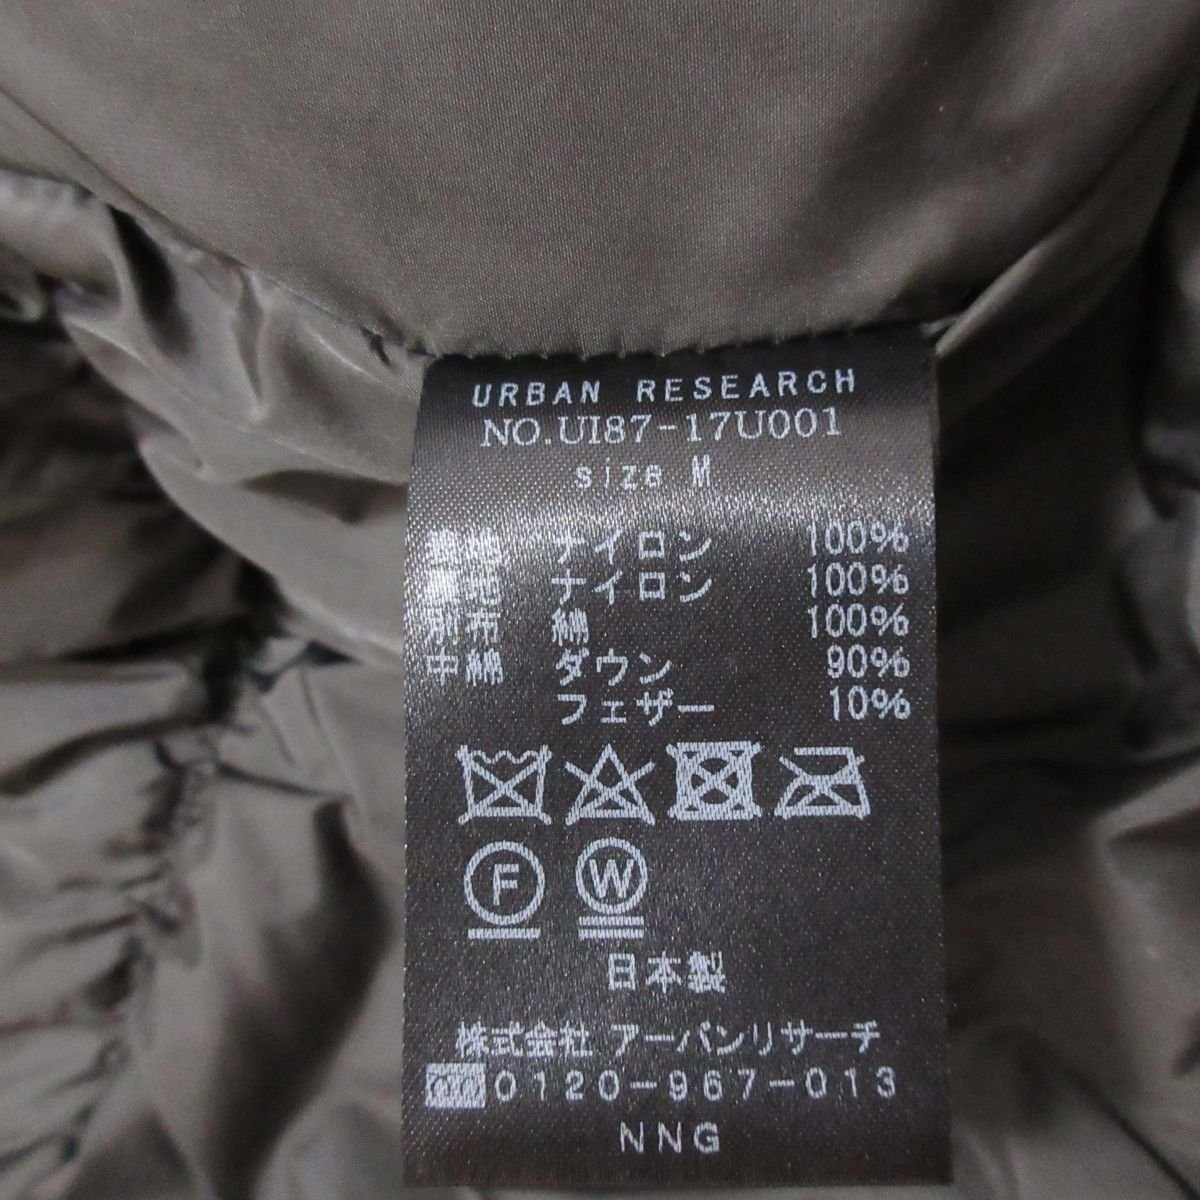 URBAN RESEARCH
NO.UI87-17U001
size M
表地 ナイロン 100%
裏地 ナイロン 100%
別布 綿 100%
中綿 ダウン 90%
フェザー 10%
F W
日本製
株式会社 アーバンリサーチ
0120-967-013
NNG